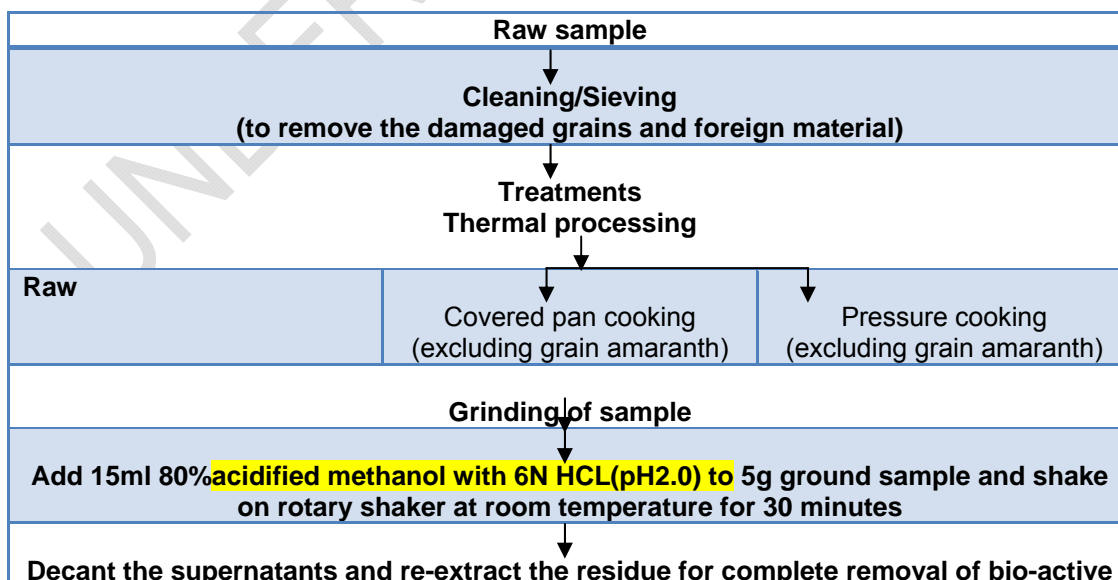 Raw sample
Cleaning/Sieving
(to remove the damaged grains and foreign material)
Treatments
Thermal processing
Raw
Covered pan cooking
(excluding grain amaranth)
Pressure cooking
(excluding grain amaranth)
Grinding of sample
Add 15ml 80%acidified methanol with 6N HCL(pH2.0) to 5g ground sample and shake
on rotary shaker at room temperature for 30 minutes
Decant the supernatants and re-extract the residue for complete removal of bio-active